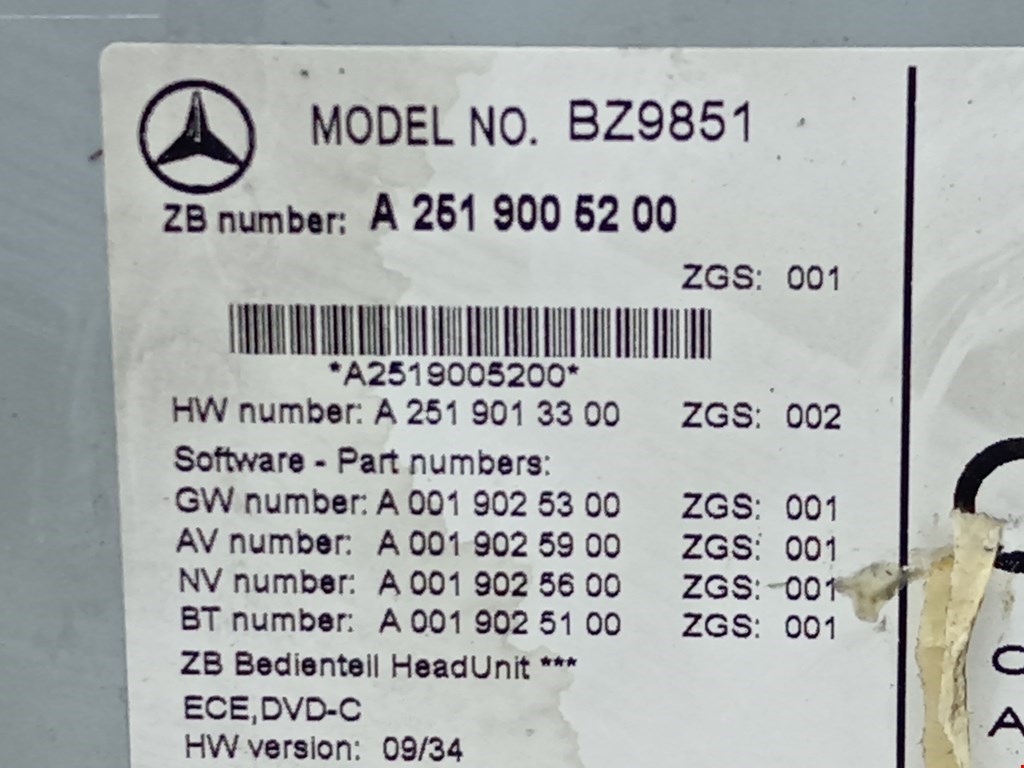 MODEL NO. BZ9851
ZB number: A 251 900 52 00
ZGS: 001
*A2519005200*
HW number: A 251 901 33 00 ZGS: 002
Software - Part numbers:
GW number: A 001 902 53 00 ZGS: 001
AV number: A 001 902 59 00 ZGS: 001
NV number: A 001 902 56 00 ZGS: 001
BT number: A 001 902 51 00 ZGS: 001
ZB Bedienteil HeadUnit ***
ECE,DVD-C
HW version: 09/34